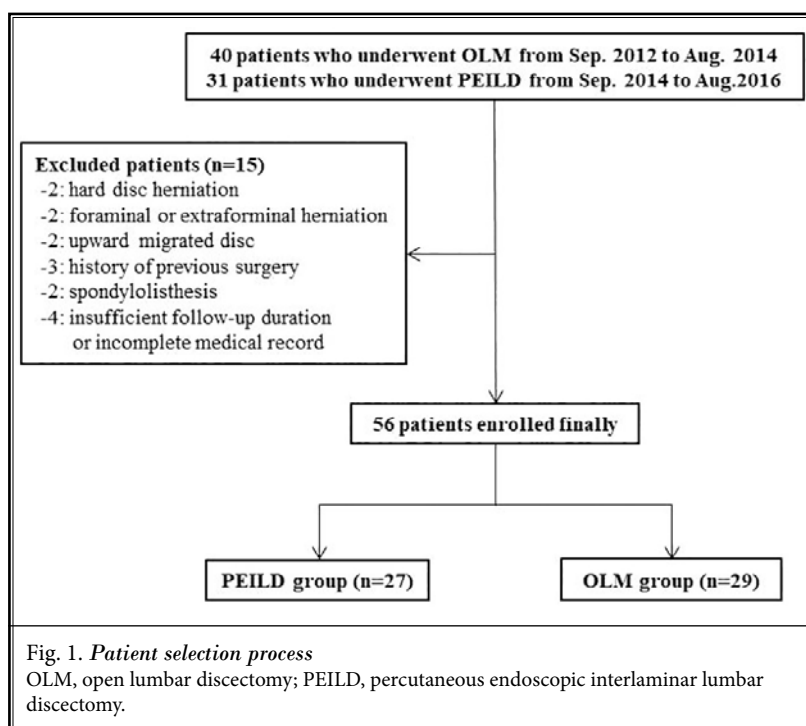 40 patients who underwent OLM from Sep. 2012 to Aug. 2014
31 patients who underwent PEILD from Sep. 2014 to Aug.2016
Excluded patients (n=15)
-2: hard disc herniation
-2: foraminal or extraforminal herniation
-2: upward migrated disc
-3: history of previous surgery
-2: spondylolisthesis
-4: insufficient follow-up duration
or incomplete medical record
56 patients enrolled finally
PEILD group (n=27)
OLM group (n=29)
Fig. 1. Patient selection process
OLM, open lumbar discectomy; PEILD, percutaneous endoscopic interlaminar lumbar
discectomy.